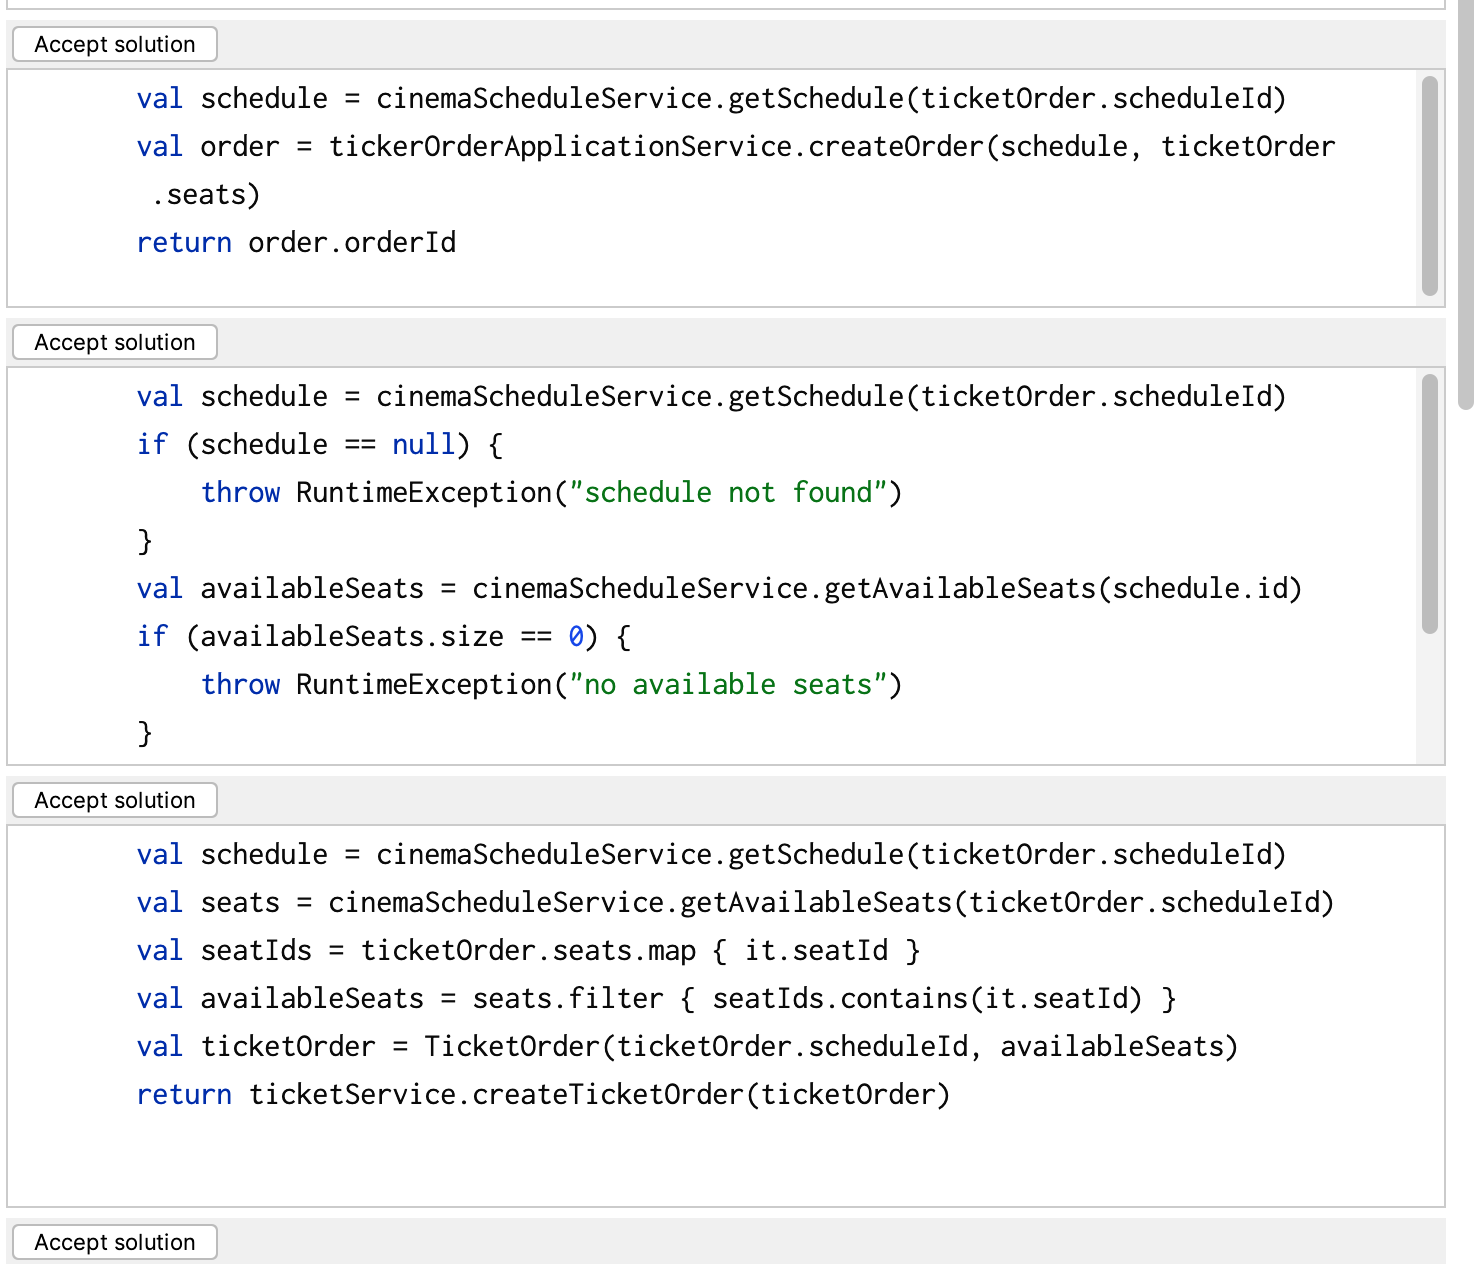 Accept solution
val schedule = cinemaScheduleService.getSchedule(ticketOrder.scheduleId)
val order = tickerOrderApplicationService.createOrder(schedule, ticketOrder
.seats)
return order.orderId
Accept solution
val schedule = cinemaScheduleService.getSchedule(ticketOrder.scheduleId)
if (schedule == null) {
throw RuntimeException("schedule not found")
}
val availableSeats = cinemaScheduleService.getAvailableSeats(schedule.id)
if (availableSeats.size == 0) {
throw RuntimeException("no available seats")
}
Accept solution
val schedule = cinemaScheduleService.getSchedule(ticketOrder.scheduleId)
val seats = cinemaScheduleService.getAvailableSeats(ticketOrder.scheduleId)
val seatIds = ticketOrder.seats.map { it.seatId }
val availableSeats = seats.filter { seatIds.contains(it.seatId) }
val ticketOrder = TicketOrder(ticketOrder.scheduleId, availableSeats)
return ticketService.createTicketOrder(ticketOrder)
Accept solution